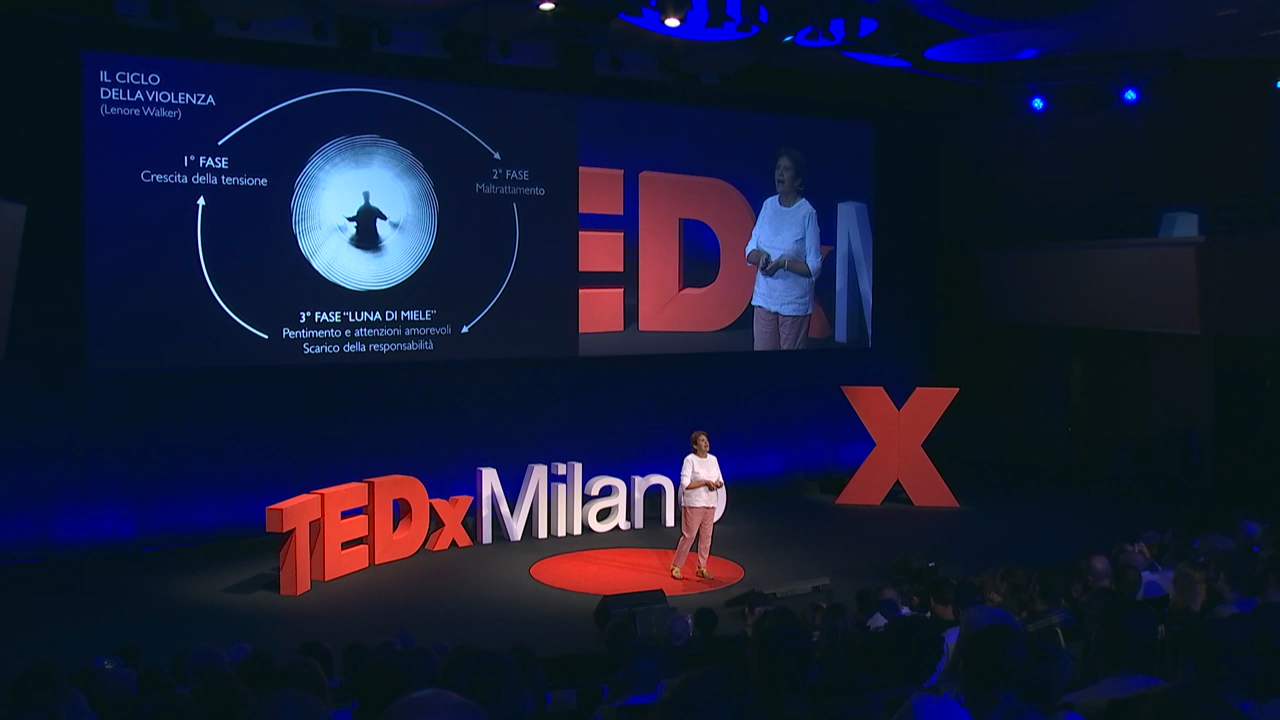 IL CICLO
DELLA VIOLENZA
(Lenore Walker)
1° FASE
Crescita della tensione
2° FASE
Maltrattamento
3° FASE "LUNA DI MIELE"
Pentimento e attenzioni amorevoli
Scarico della responsabilità
EDx M
X
TEDxMilano